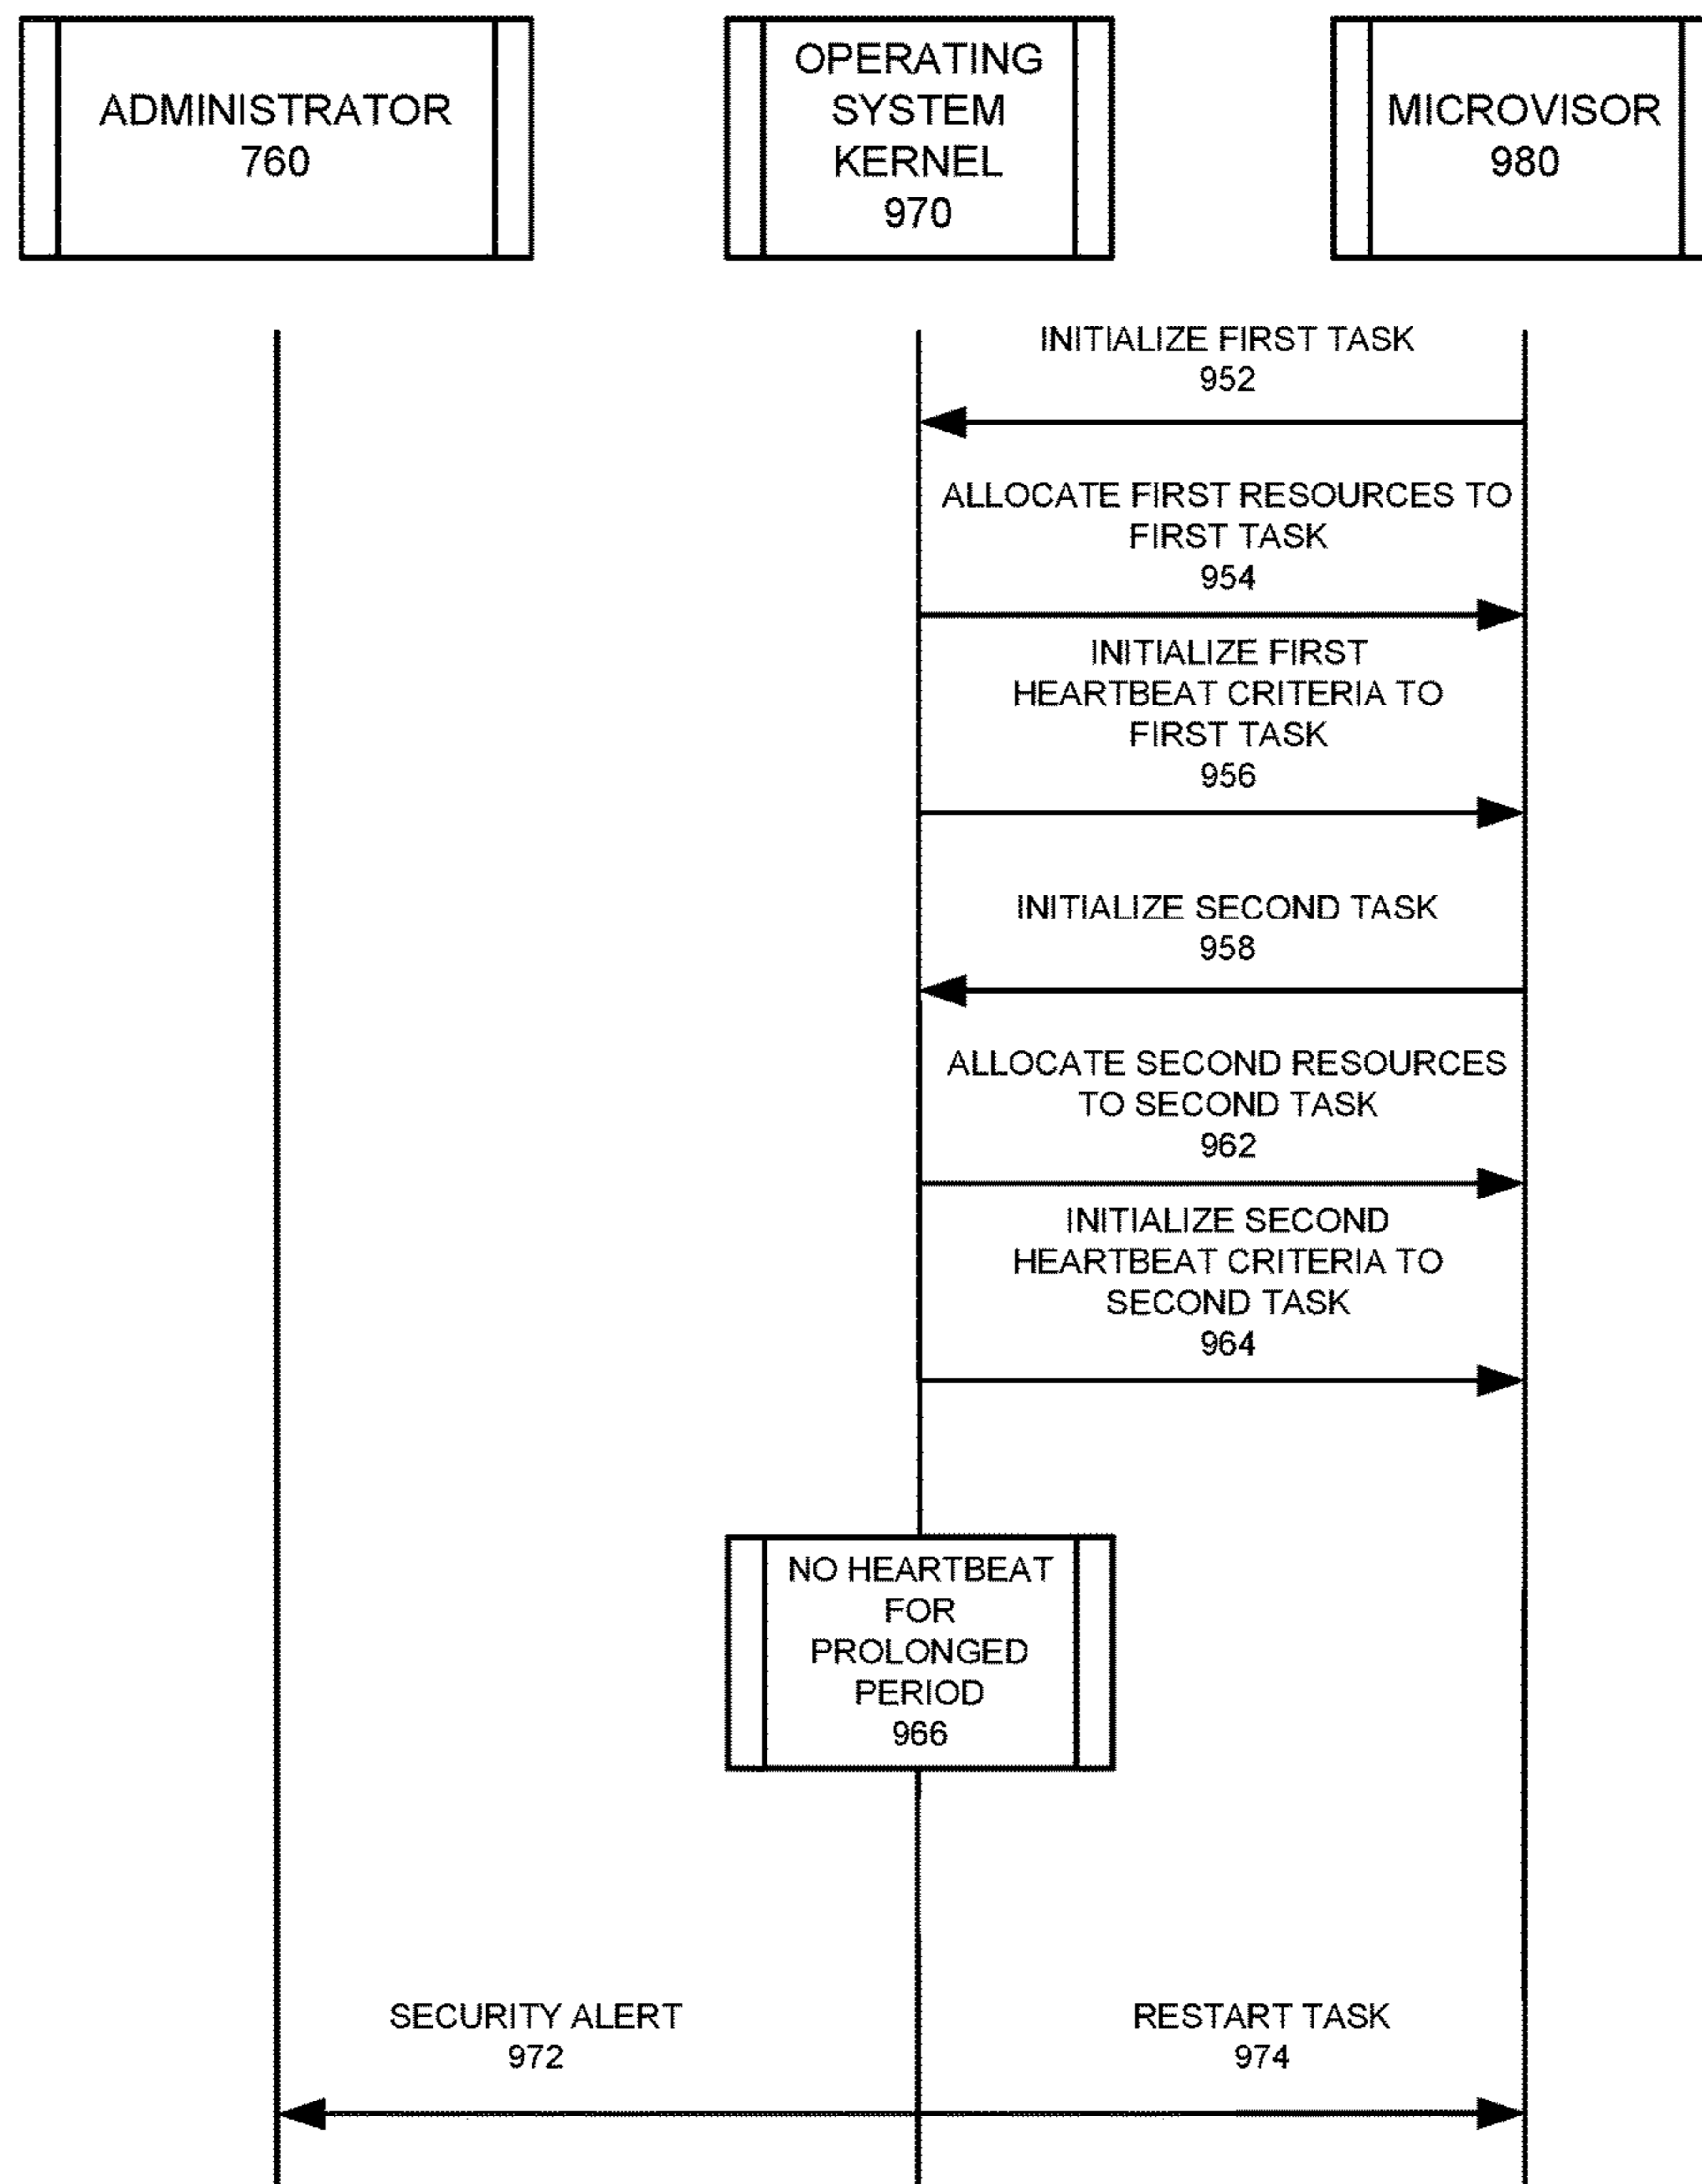 ADMINISTRATOR
760
OPERATING
SYSTEM
KERNEL
970
MICROVISOR
980
INITIALIZE FIRST TASK
952
ALLOCATE FIRST RESOURCES TO
FIRST TASK
954
INITIALIZE FIRST
HEARTBEAT CRITERIA TO
FIRST TASK
956
INITIALIZE SECOND TASK
958
ALLOCATE SECOND RESOURCES
TO SECOND TASK
962
INITIALIZE SECOND
HEARTBEAT CRITERIA TO
SECOND TASK
964
NO HEARTBEAT
FOR
PROLONGED
PERIOD
966
SECURITY ALERT
972
RESTART TASK
974